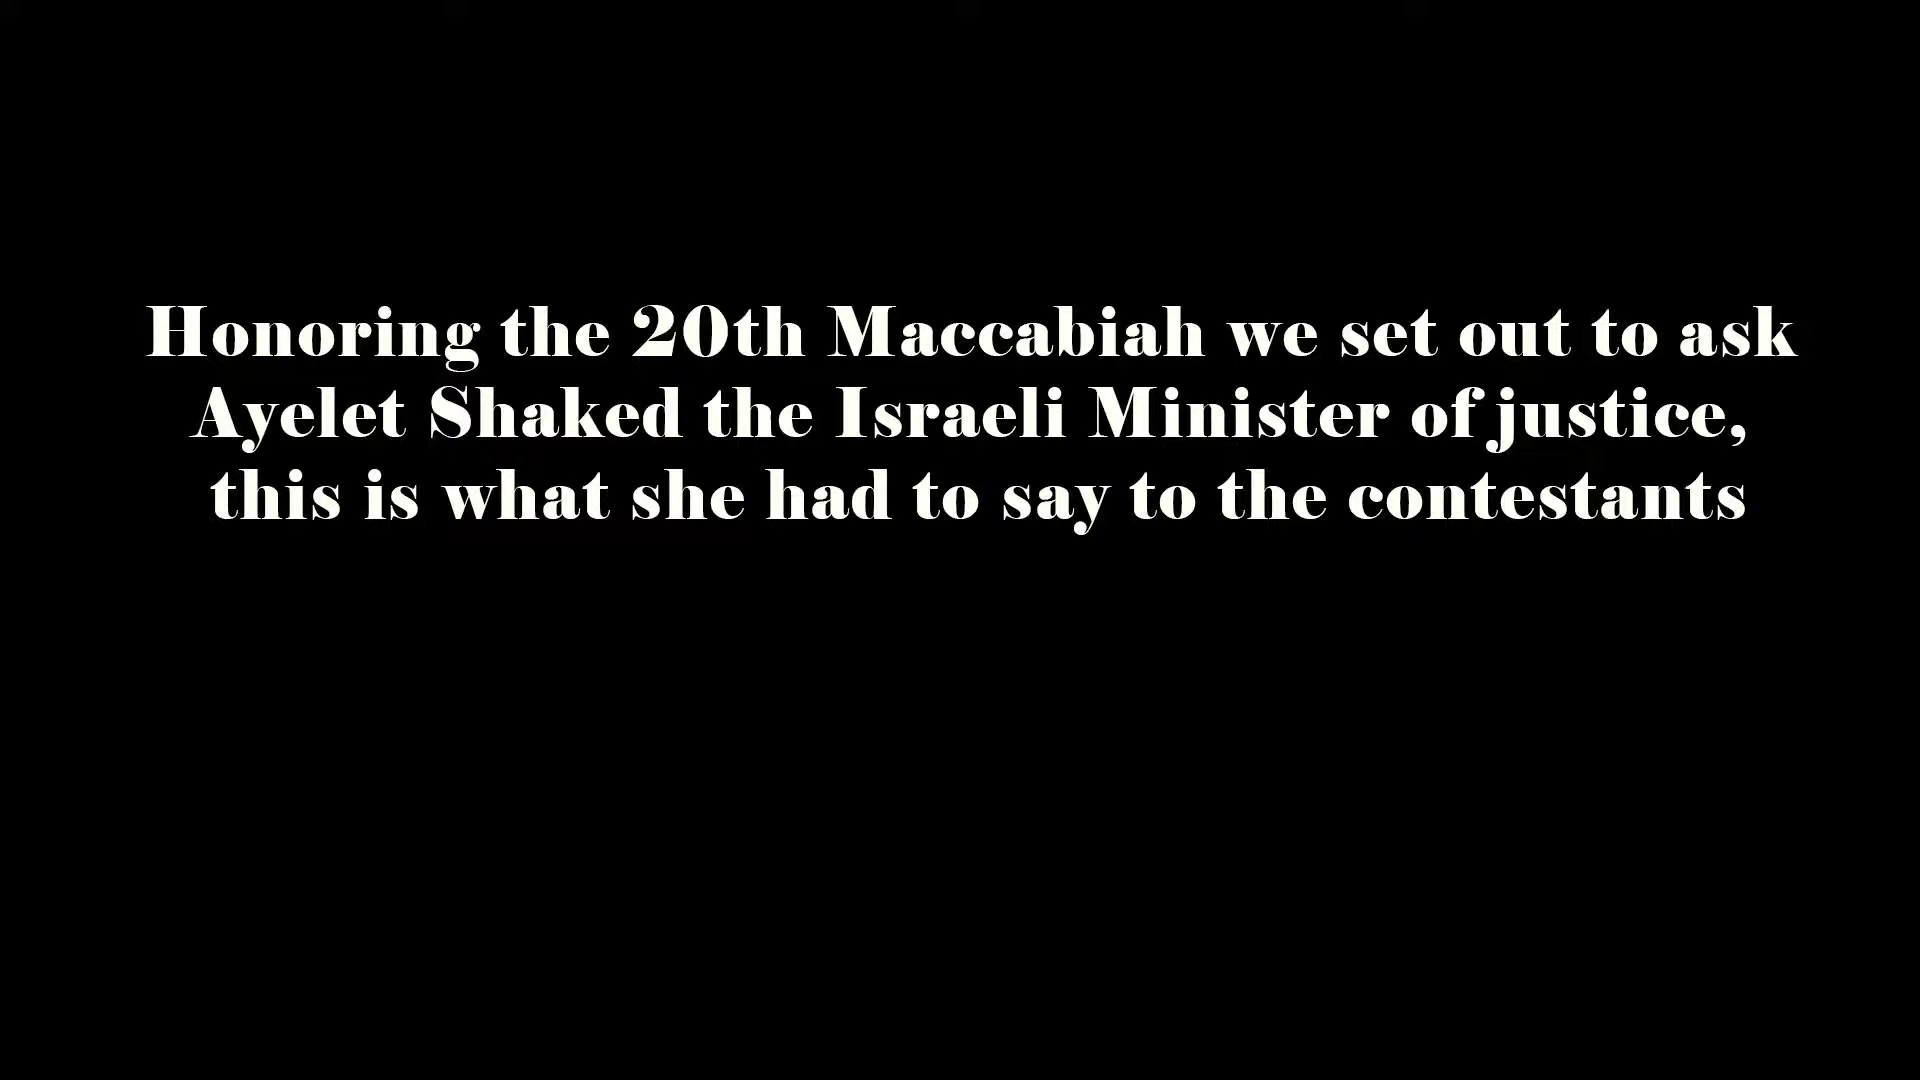 Honoring the 20th Maccabiah we set out to ask
Ayelet Shaked the Israeli Minister of justice,
this is what she had to say to the contestants